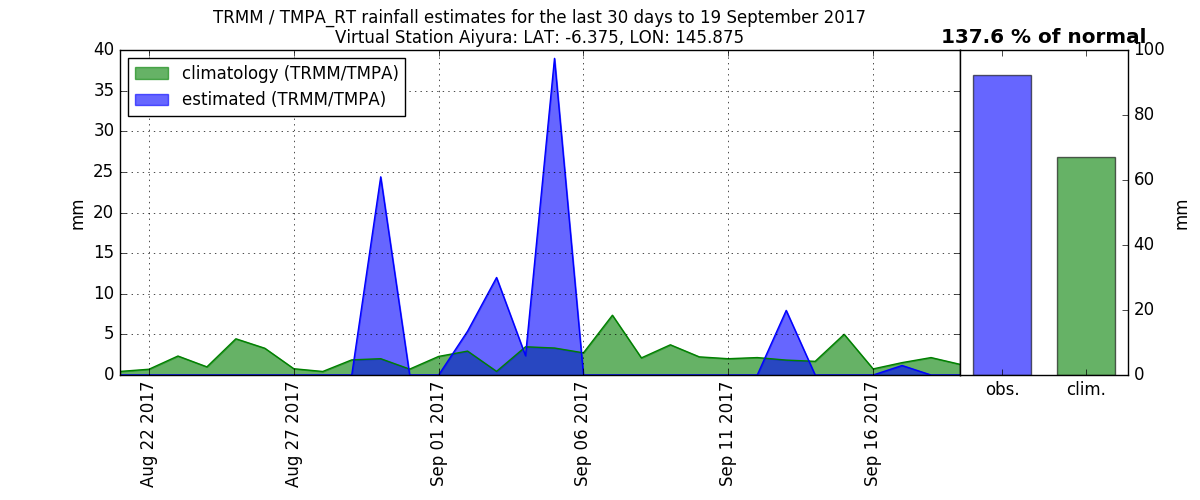 TRMM / TMPA_RT rainfall estimates for the last 30 days to 19 September 2017
Virtual Station Aiyura: LAT: -6.375, LON: 145.875
137.6 % of normal
climatology (TRMM/TMPA)
estimated (TRMM/TMPA)
mm
40
35
30
25
20
15
10
5
0
Aug 22 2017
Aug 27 2017
Sep 01 2017
Sep 06 2017
Sep 11 2017
Sep 16 2017
obs.
clim.
100
80
60
40
20
0
mm